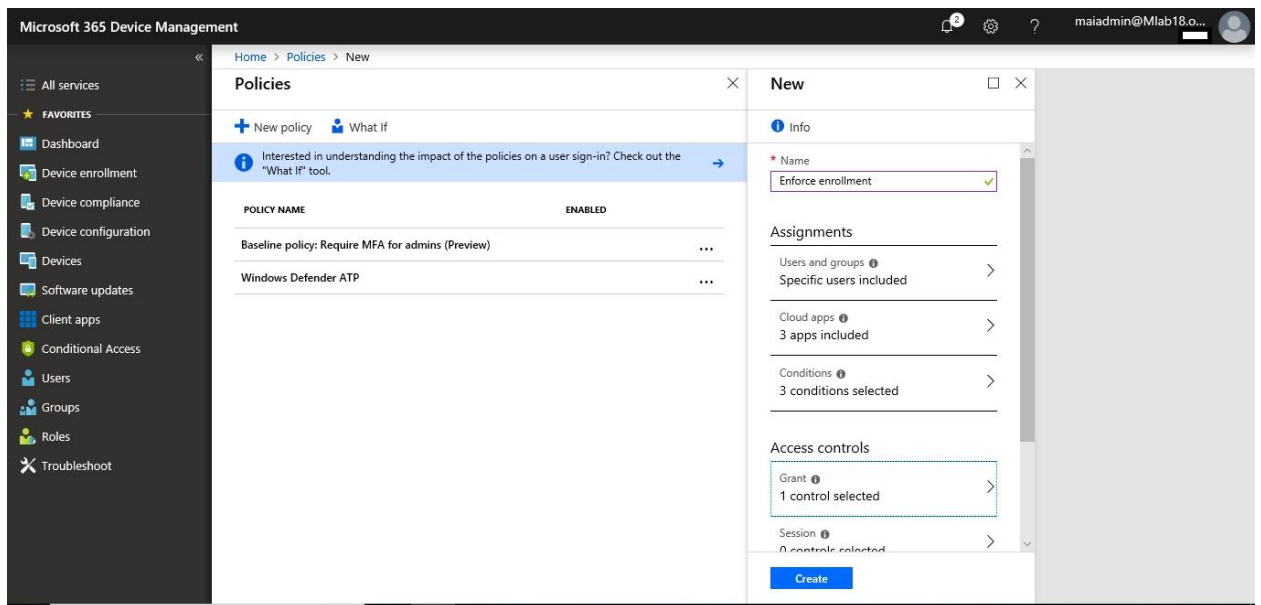 Microsoft 365 Device Management
2
?
maiadmin@Mlab18.o...
«
All services
FAVORITES
Dashboard
Device enrollment
Device compliance
Device configuration
Devices
Software updates
Client apps
Conditional Access
Users
Groups
Roles
Troubleshoot
Home > Policies > New
Policies
New policy What If
Interested in understanding the impact of the policies on a user sign-in? Check out the
"What If" tool.
POLICY NAME ENABLED
Baseline policy: Require MFA for admins (Preview) ...
Windows Defender ATP ...
New
Info
* Name
Enforce enrollment
Assignments
Users and groups
Specific users included
Cloud apps
3 apps included
Conditions
3 conditions selected
Access controls
Grant
1 control selected
Session
0 controls selected
Create